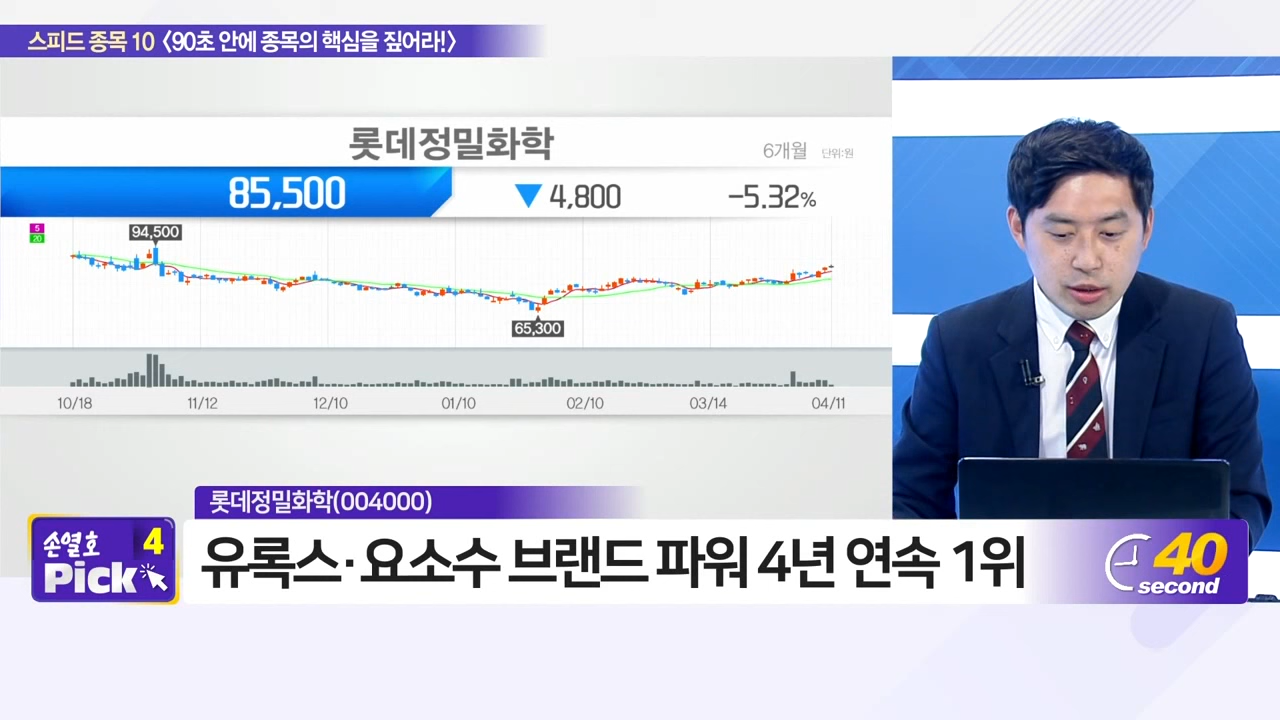 스피드 종목 10 〈90초 안에 종목의 핵심을 짚어라!〉
롯데정밀화학
6개월 단위:원
85,500 ▼4,800 -5.32%
5
20
94,500
65,300
10/18 11/12 12/10 01/10 02/10 03/14 04/11
롯데정밀화학(004000)
손열호 4
Pick
유록스·요소수 브랜드 파워 4년 연속 1위
40
second